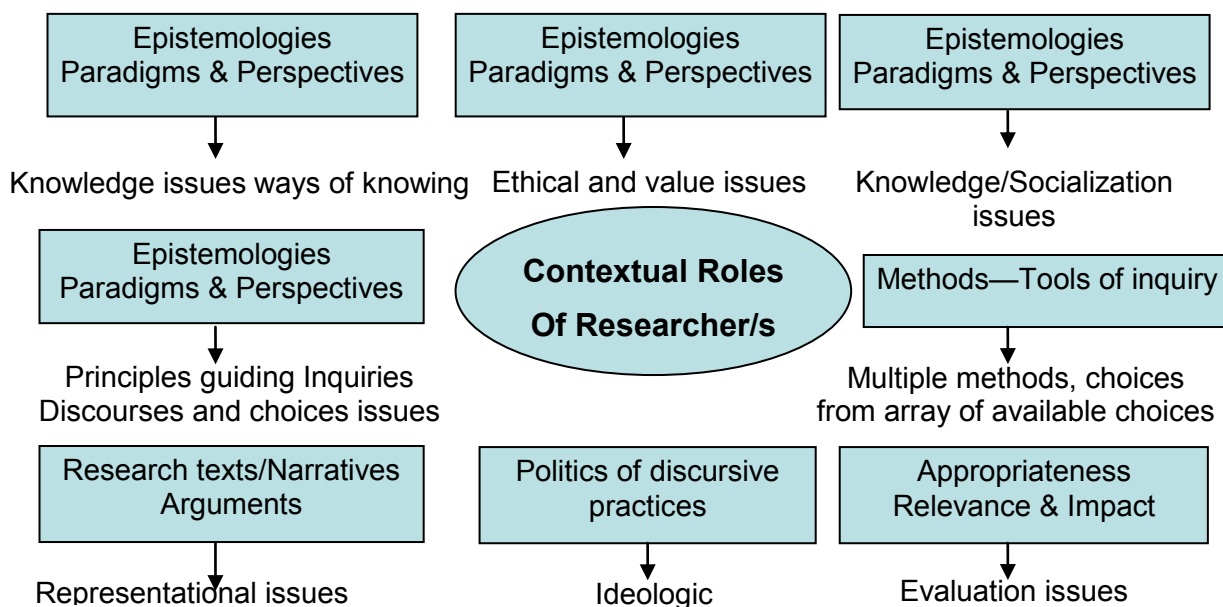 Epistemologies
Paradigms & Perspectives
Epistemologies
Paradigms & Perspectives
Epistemologies
Paradigms & Perspectives
Knowledge issues ways of knowing
Ethical and value issues
Knowledge/Socialization
issues
Epistemologies
Paradigms & Perspectives
Contextual Roles
Of Researcher/s
Methods—Tools of inquiry
Principles guiding Inquiries
Discourses and choices issues
Multiple methods, choices
from array of available choices
Research texts/Narratives
Arguments
Politics of discursive
practices
Appropriateness
Relevance & Impact
Representational issues
Ideologic
Evaluation issues